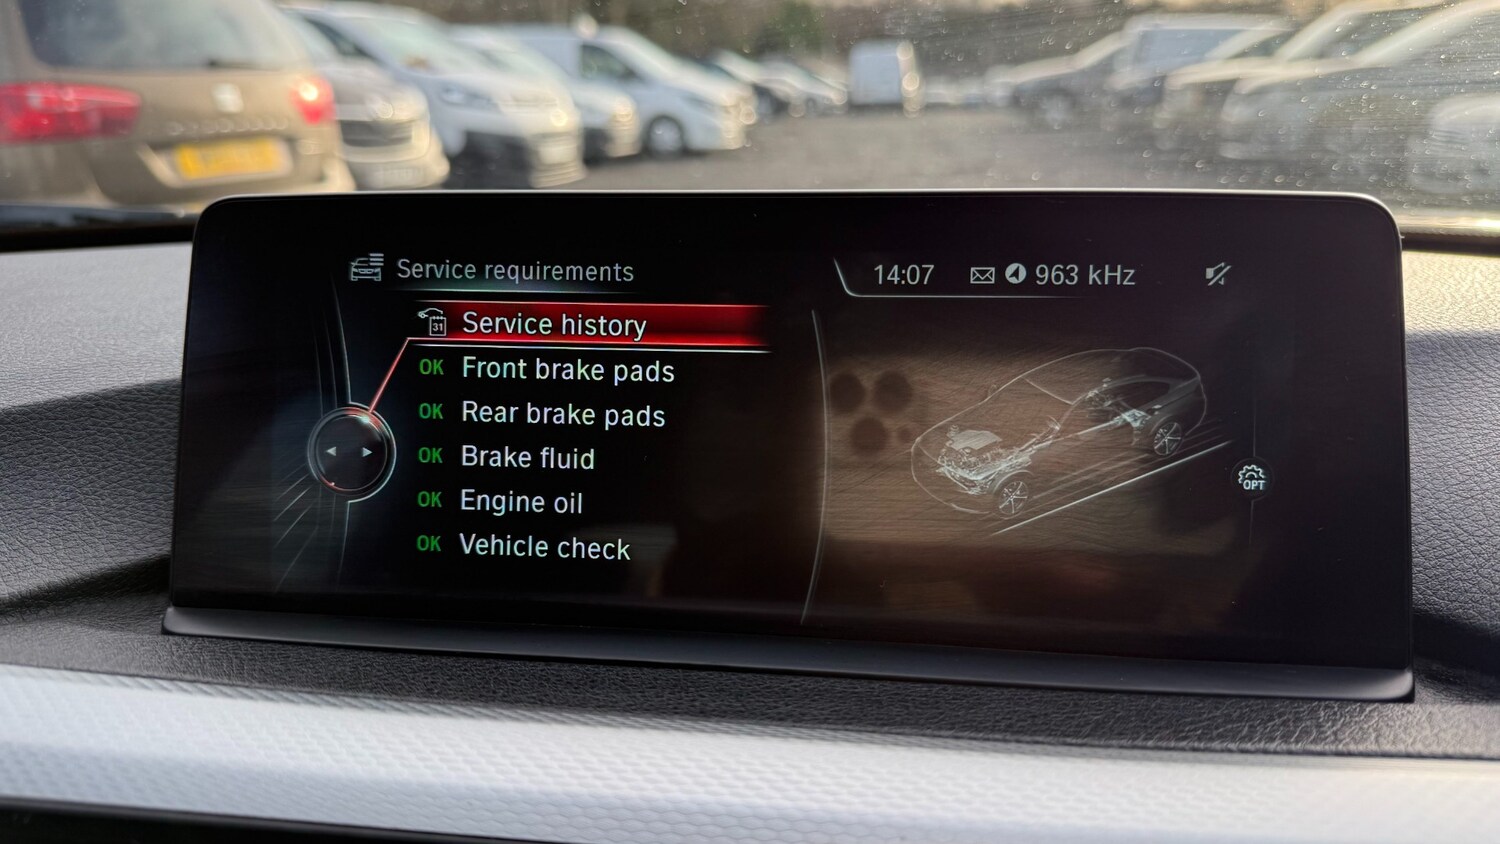 Service requirements
14:07 963 kHz
31 Service history
OK Front brake pads
OK Rear brake pads
OK Brake fluid
OK Engine oil
OK Vehicle check
OPT